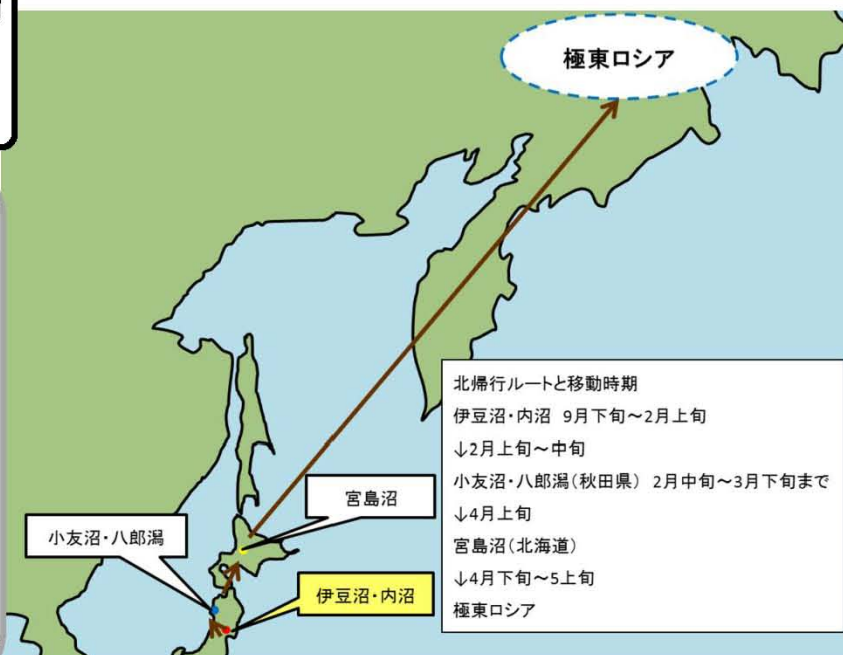 極東ロシア
宮島沼
小友沼・八郎潟
伊豆沼・内沼
北帰行ルートと移動時期
伊豆沼・内沼 9月下旬～2月上旬
↓2月上旬～中旬
小友沼・八郎潟(秋田県) 2月中旬～3月下旬まで
↓4月上旬
宮島沼(北海道)
↓4月下旬～5上旬
極東ロシア